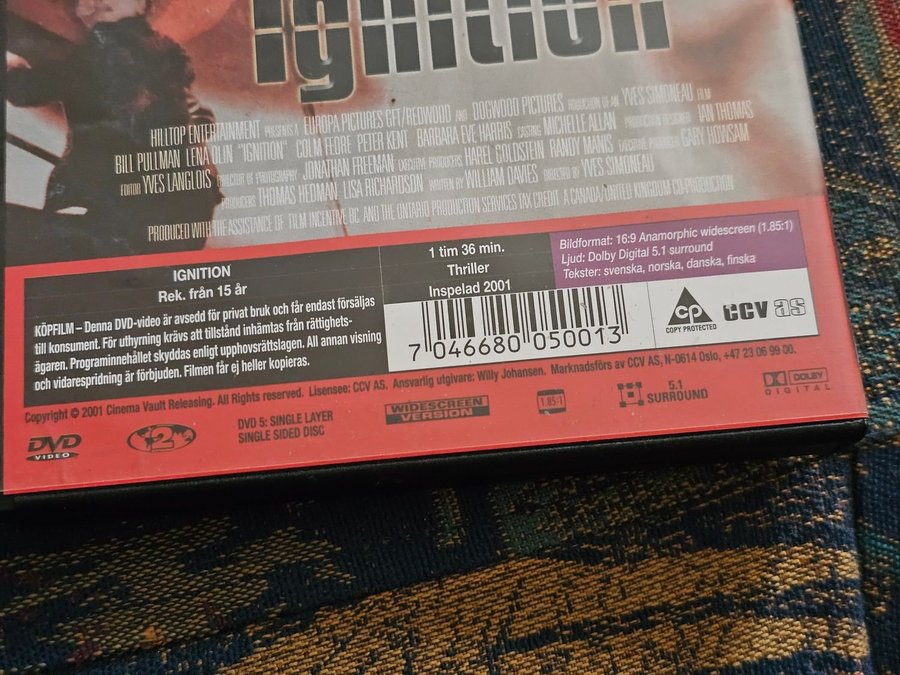 Ignition
HILLTOP ENTERTAINMENT PRESENTS A EUROPA PICTURES GFT/REDWOOD AND DOGWOOD PICTURES PRODUCTION OF AN YVES SIMONEAU FILM
BILL PULLMAN LENA OLIN "IGNITION" COLM FEORE PETER KENT BARBARA EVE HARRIS CASTING MICHELLE ALLAN PRODUCTION DESIGNER IAN THOMAS
EDITOR YVES LANGLOIS DIRECTOR OF PHOTOGRAPHY JONATHAN FREEMAN EXECUTIVE PRODUCERS HAREL GOLDSTEIN RANDY MANIS EXECUTIVE PRODUCER GARY HOWSAM
PRODUCERS THOMAS HEDMAN LISA RICHARDSON WRITTEN BY WILLIAM DAVIES DIRECTED BY YVES SIMONEAU
PRODUCED WITH THE ASSISTANCE OF FILM INCENTIVE BC AND THE ONTARIO PRODUCTION SERVICES TAX CREDIT A CANADA/UNITED KINGDOM CO-PRODUCTION
IGNITION
Rek. från 15 år
KÖPFILM – Denna DVD-video är avsedd för privat bruk och får endast försäljas
till konsument. För uthyrning krävs att tillstånd inhämtas från rättighets-
ägaren. Programinnehållet skyddas enligt upphovsrättslagen. All annan visning
och vidarespridning är förbjuden. Filmen får ej heller kopieras.
1 tim 36 min.
Thriller
Inspelad 2001
Bildformat: 16:9 Anamorphic widescreen (1.85:1)
Ljud: Dolby Digital 5.1 surround
Tekster: svenska, norska, danska, finska
7 046680 050013
CP
COPY PROTECTED
CCV AS
Copyright © 2001 Cinema Vault Releasing. All Rights reserved. Licensee: CCV AS. Ansvarlig utgivare: Willy Johansen. Marknadsförs av CCV AS, N-0614 Oslo, +47 23 06 99 00.
DVD
VIDEO
2
DVD 5: SINGLE LAYER
SINGLE SIDED DISC
WIDESCREEN
VERSION
1.85:1
5.1
SURROUND
DOLBY
DIGITAL